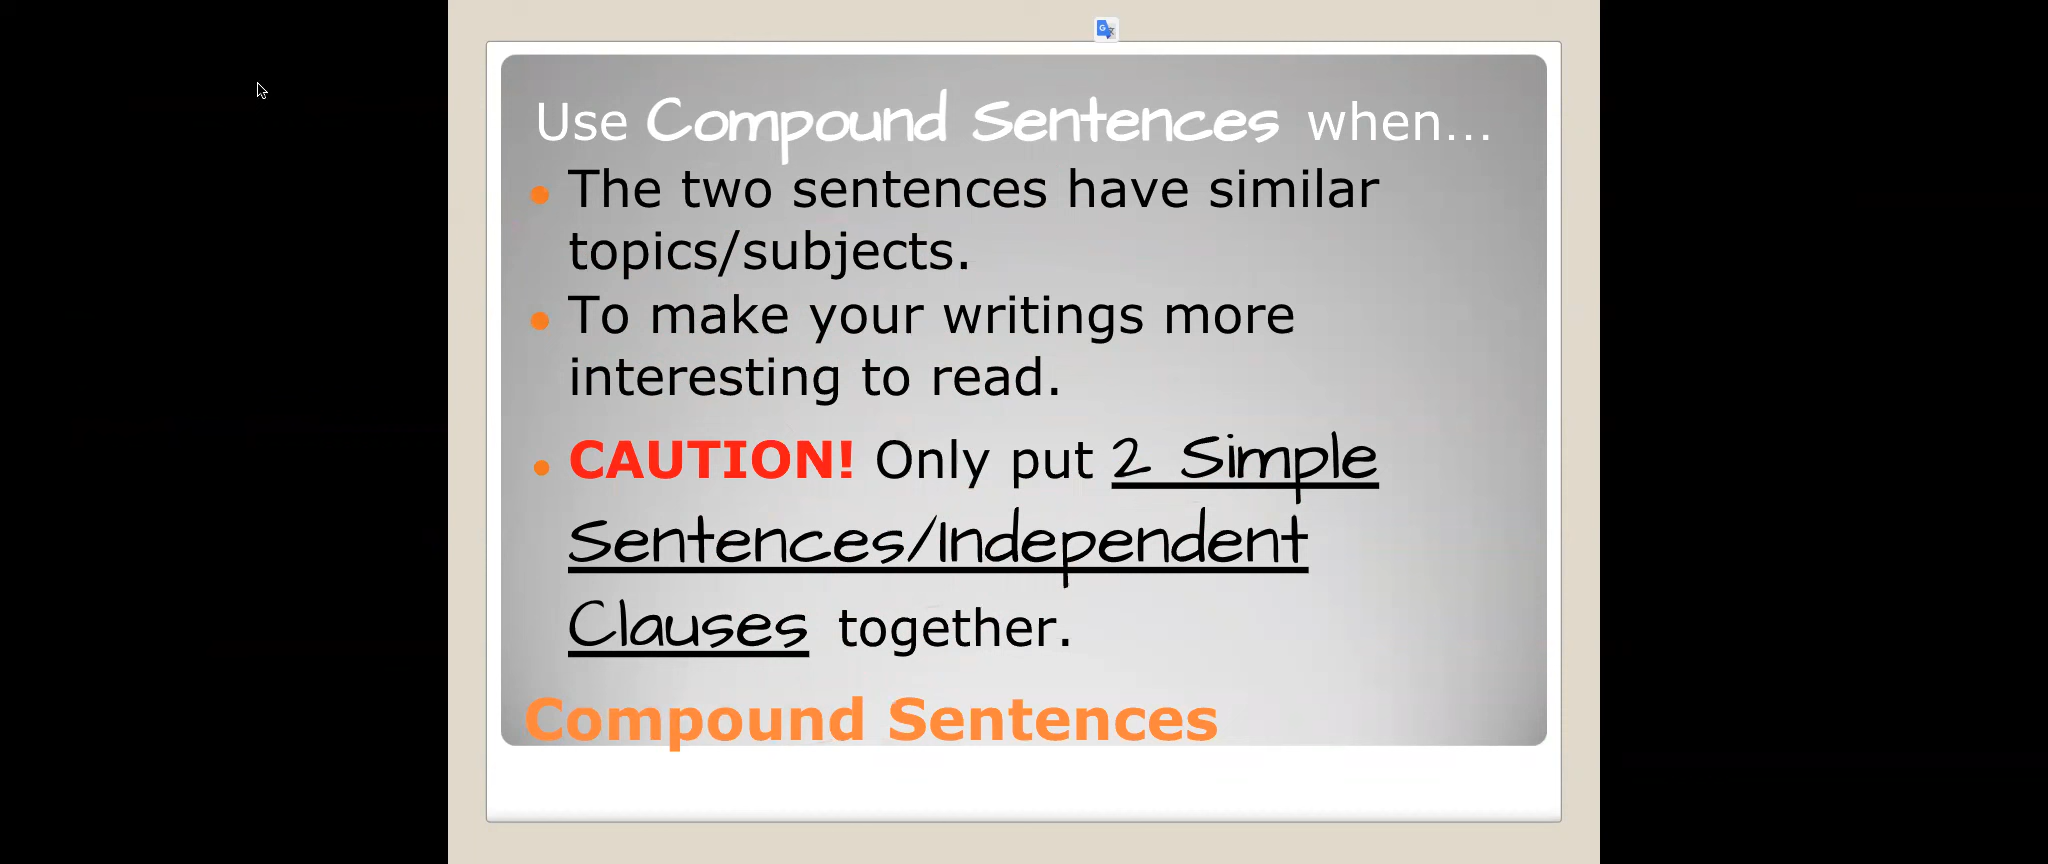 Use Compound Sentences when...
• The two sentences have similar
topics/subjects.
• To make your writings more
interesting to read.
• CAUTION! Only put 2 Simple
Sentences/Independent
Clauses together.
Compound Sentences